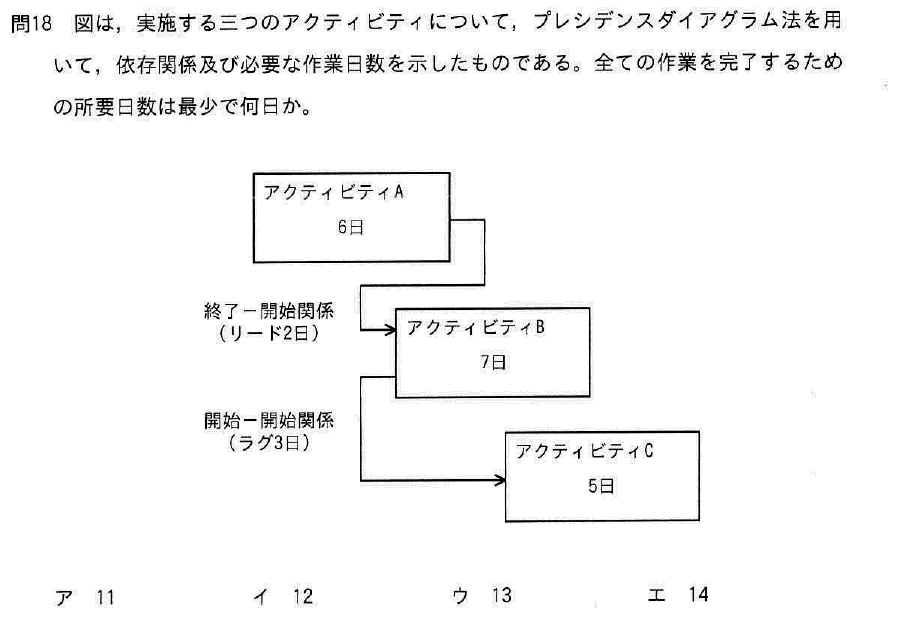 問18 図は，実施する三つのアクティビティについて，プレシデンスダイアグラム法を用
いて，依存関係及び必要な作業日数を示したものである。全ての作業を完了するため
の所要日数は最少で何日か。
アクティビティA
6日
終了－開始関係
（リード2日）
アクティビティB
7日
開始－開始関係
（ラグ3日）
アクティビティC
5日
ア 11 イ 12 ウ 13 エ 14